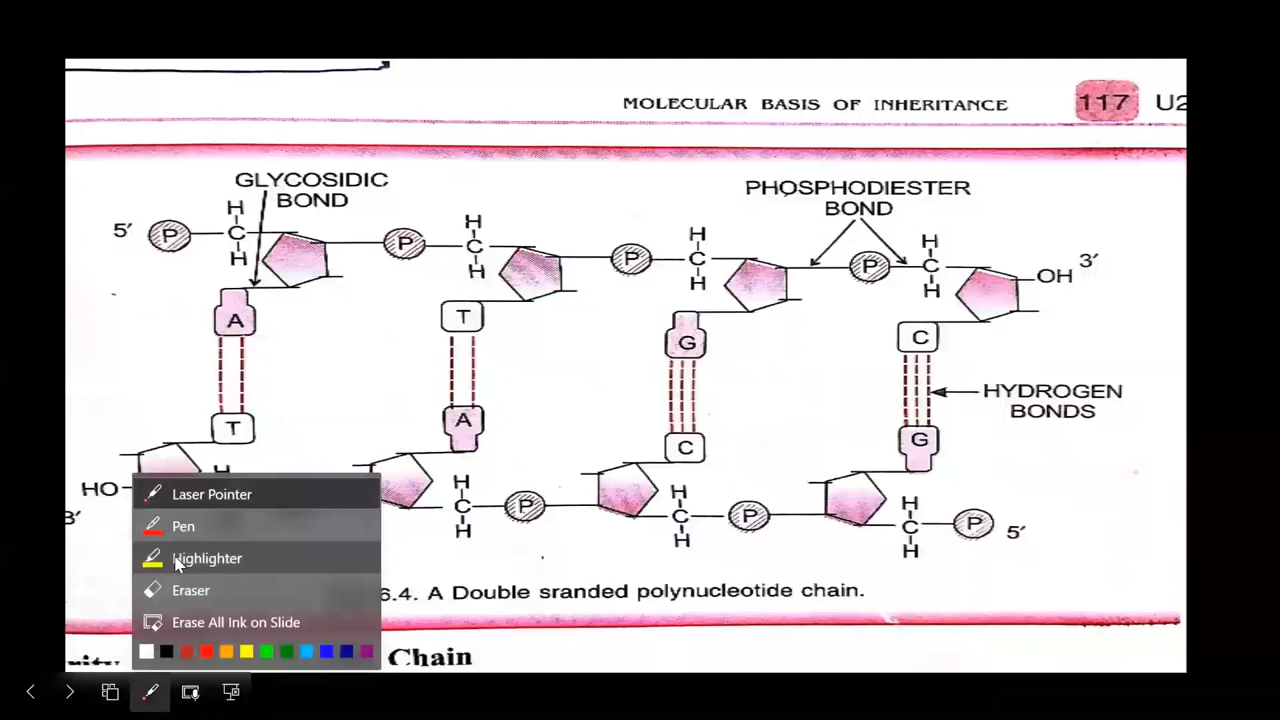 MOLECULAR BASIS OF INHERITANCE 117 U2
GLYCOSIDIC
BOND
PHOSPHODIESTER
BOND
5′ P H C H P H C H P H C H P H C H OH 3′
A T G C
HYDROGEN
BONDS
T A C G
HO H C H P H C H P H C H P 5′
3′
6.4. A Double sranded polynucleotide chain.
Chain
Laser Pointer
Pen
Highlighter
Eraser
Erase All Ink on Slide